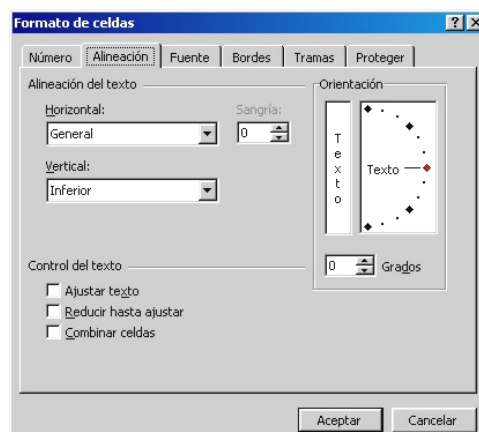 Formato de celdas
Número Alineación Fuente Bordes Tramas Proteger
Alineación del texto
Horizontal:
General
Sangría:
0
Vertical:
Inferior
Orientación
Texto
Texto
0 Grados
Control del texto
Ajustar texto
Reducir hasta ajustar
Combinar celdas
Aceptar Cancelar